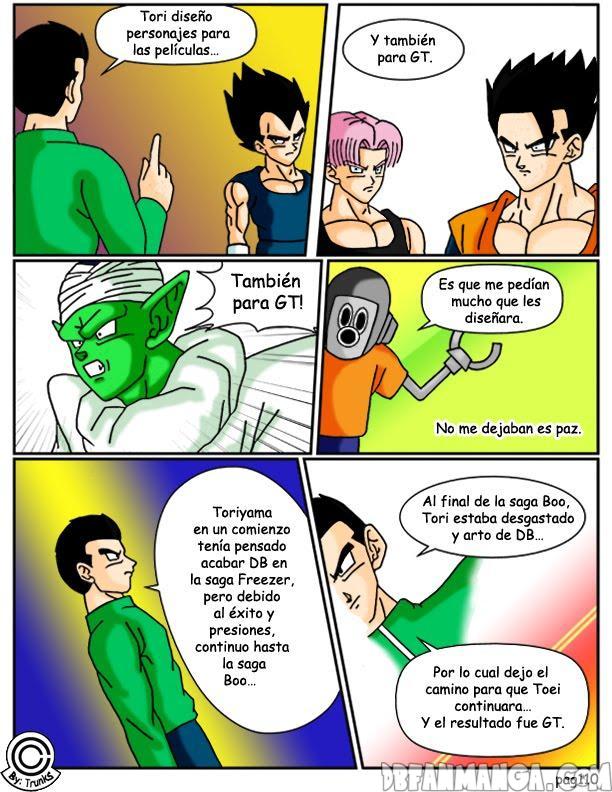 Tori diseño
personajes para
las películas...
Y también
para GT.
También
para GT!
Es que me pedían
mucho que les
diseñara.
No me dejaban es paz.
Toriyama
en un comienzo
tenía pensado
acabar DB en
la saga Freezer,
pero debido
al éxito y
presiones,
continuo hasta
la saga
Boo...
Al final de la saga Boo,
Tori estaba desgastado
y arto de DB...
Por lo cual dejo el
camino para que Toei
continuara...
Y el resultado fue GT.
By: Trunks
pag110
DBFANMANGA.COM